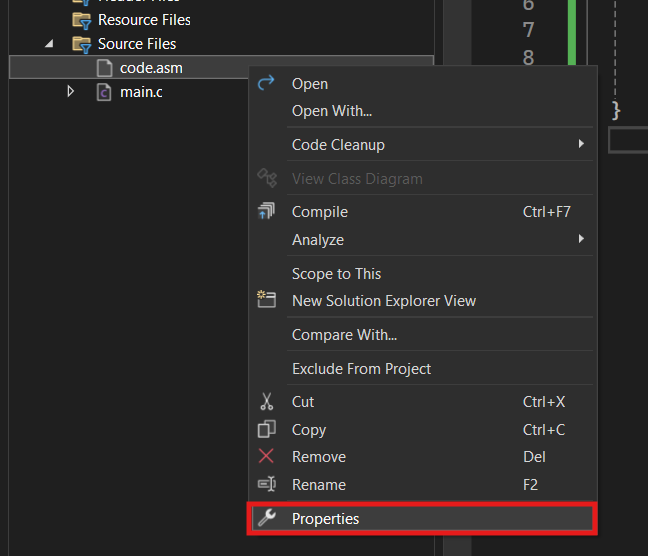 Resource Files
Source Files
code.asm
main.c
6
7
8
}
Open
Open With...
Code Cleanup
View Class Diagram
Compile Ctrl+F7
Analyze
Scope to This
New Solution Explorer View
Compare With...
Exclude From Project
Cut Ctrl+X
Copy Ctrl+C
Remove Del
Rename F2
Properties